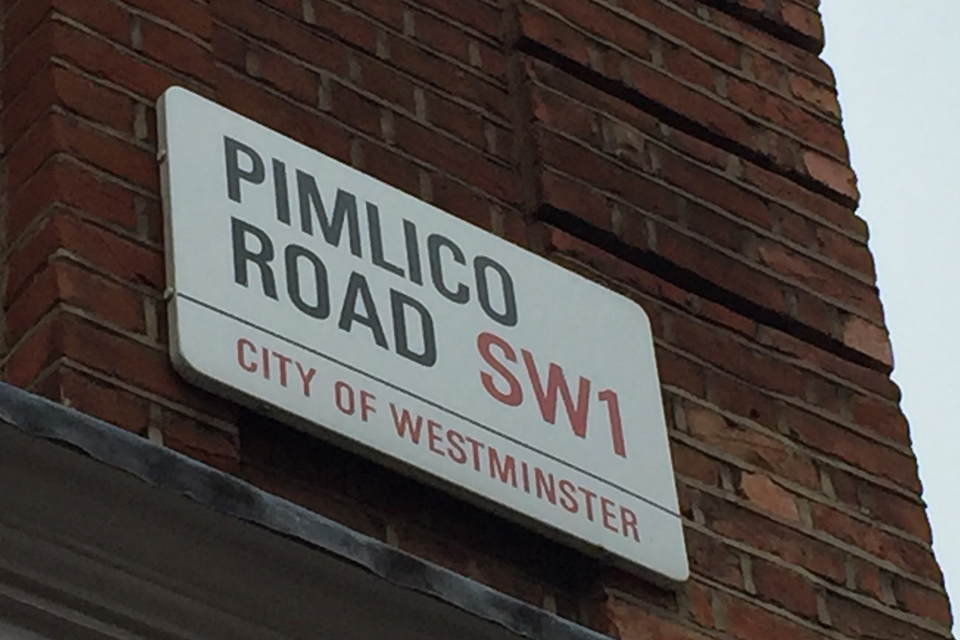 PIMLICO
ROAD SW1
CITY OF WESTMINSTER